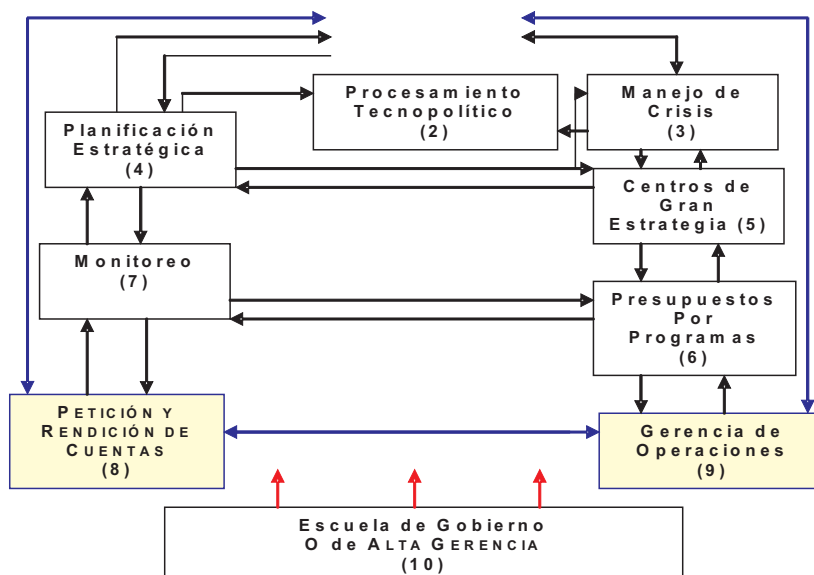 Procesamiento
Tecnopolítico
(2)
Manejo de
Crisis
(3)
Planificación
Estratégica
(4)
Centros de
Gran
Estrategia (5)
Monitoreo
(7)
Presupuestos
Por
Programas
(6)
PETICIÓN Y
RENDICIÓN DE
CUENTAS
(8)
Gerencia de
Operaciones
(9)
Escuela de Gobierno
O de ALTA GERENCIA
(10)